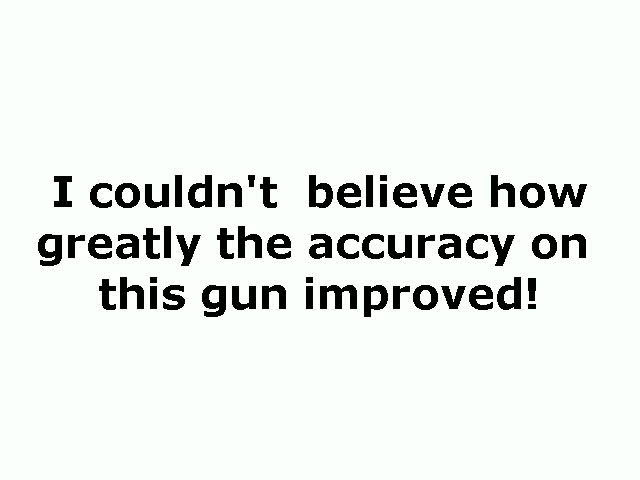 I couldn't  believe how
greatly the accuracy on
this gun improved!